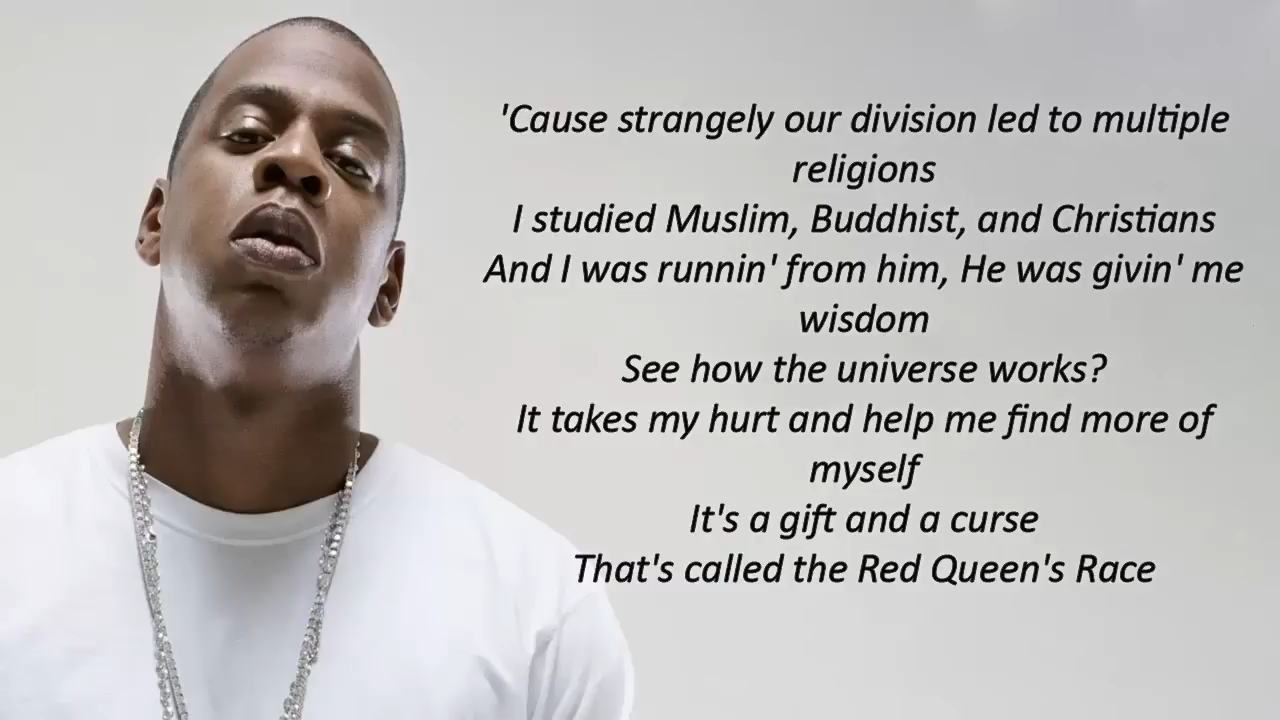 'Cause strangely our division led to multiple
religions
I studied Muslim, Buddhist, and Christians
And I was runnin' from him, He was givin' me
wisdom
See how the universe works?
It takes my hurt and help me find more of
myself
It's a gift and a curse
That's called the Red Queen's Race